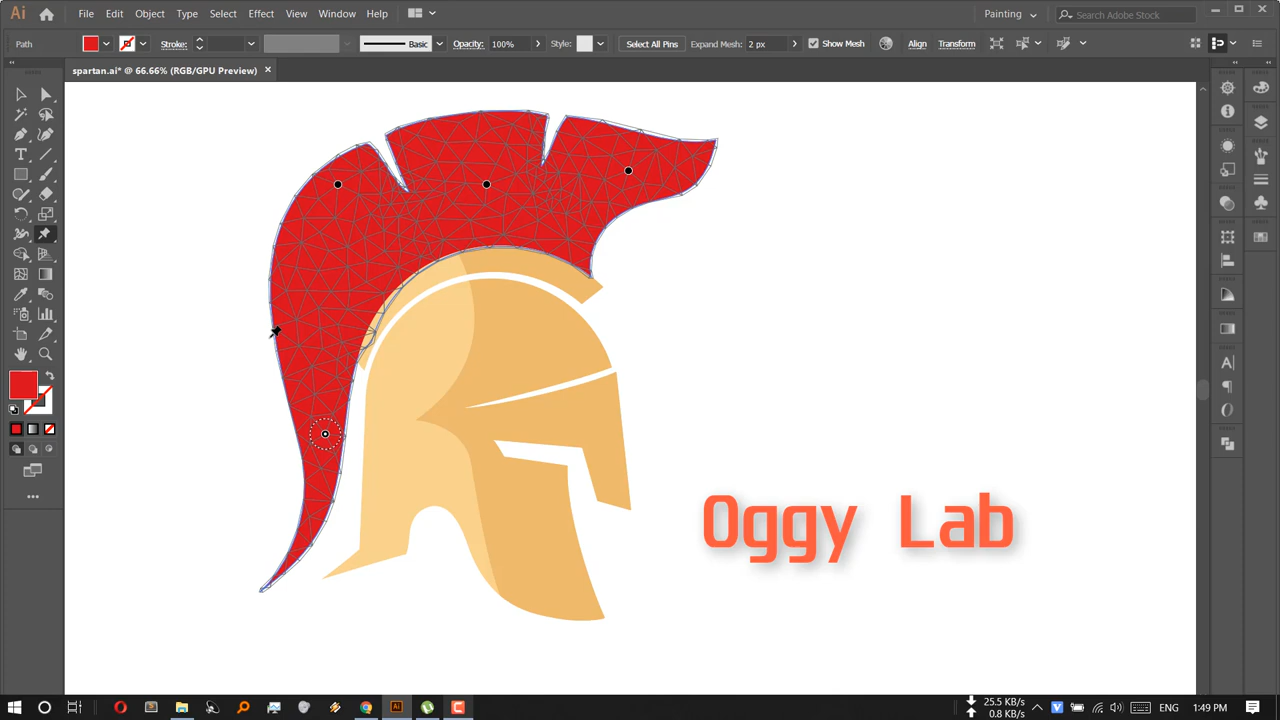 Ai File Edit Object Type Select Effect View Window Help Painting Search Adobe Stock
Path Stroke: Basic Opacity: 100% Style: Select All Pins Expand Mesh: 2 px Show Mesh Align Transform
spartan.ai* @ 66.66% (RGB/GPU Preview)
Oggy Lab
25.5 KB/s
0.8 KB/s
ENG 1:49 PM